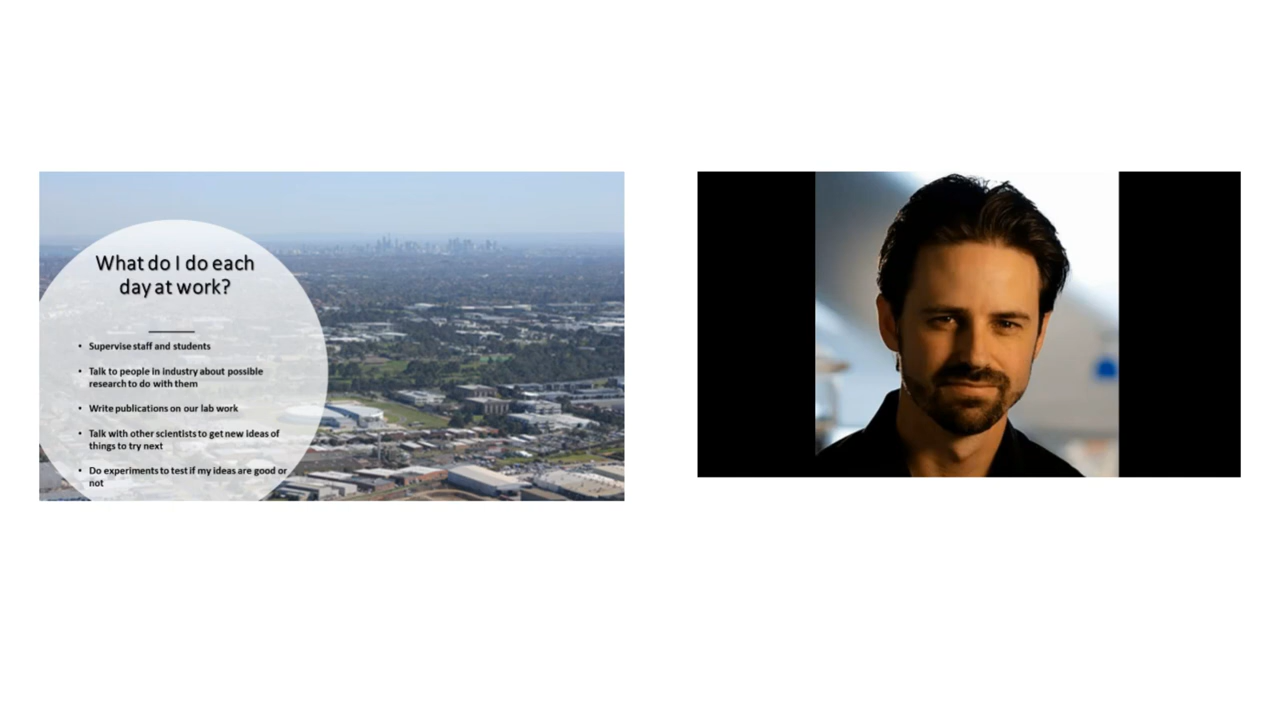 What do I do each
day at work?
• Supervise staff and students
• Talk to people in industry about possible
research to do with them
• Write publications on our lab work
• Talk with other scientists to get new ideas of
things to try next
• Do experiments to test if my ideas are good or
not